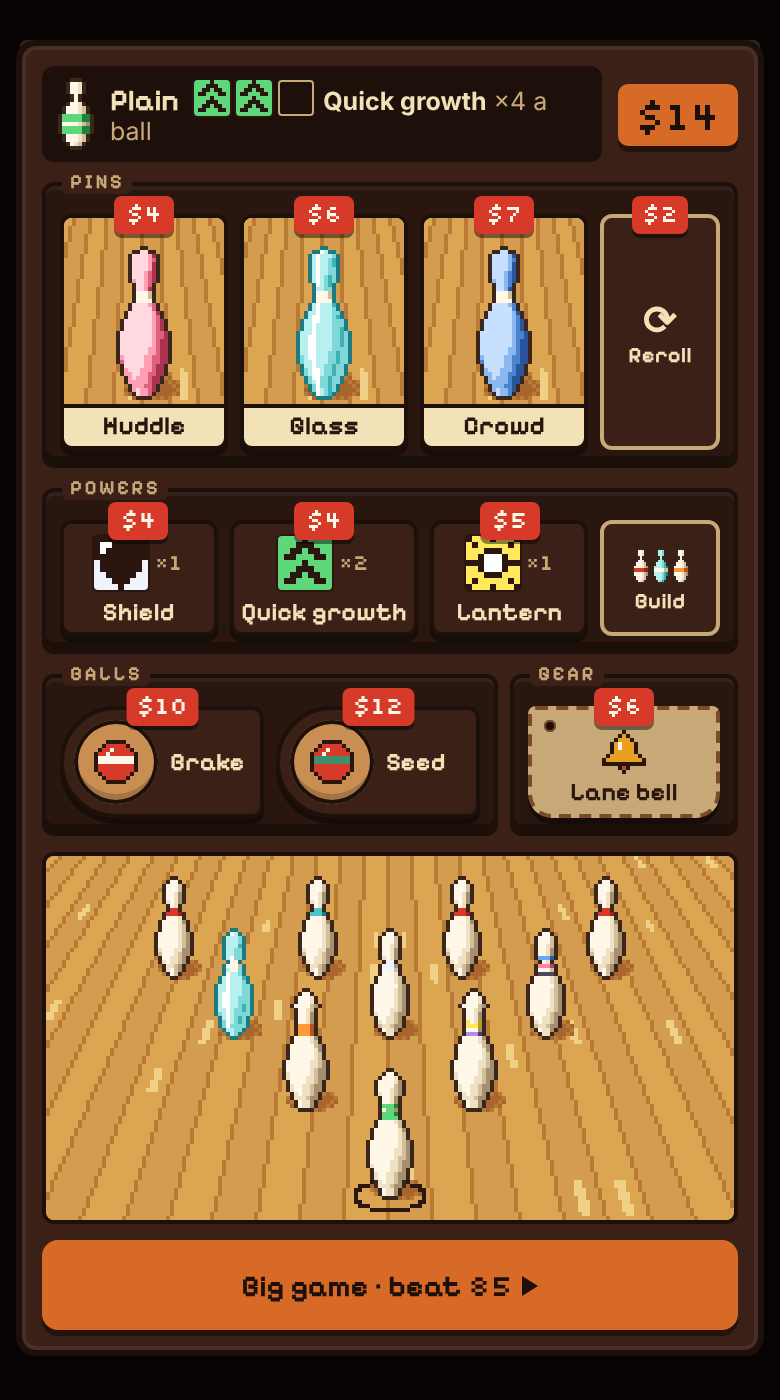 Plain Quick growth ×4 a
ball
$14
PINS
$4 $6 $7 $2
Huddle Glass Crowd Reroll
POWERS
$4 $4 $5
×1 ×2 ×1
Shield Quick growth Lantern Build
BALLS GEAR
$10 $12 $6
Brake Seed Lane bell
Big game · beat 85